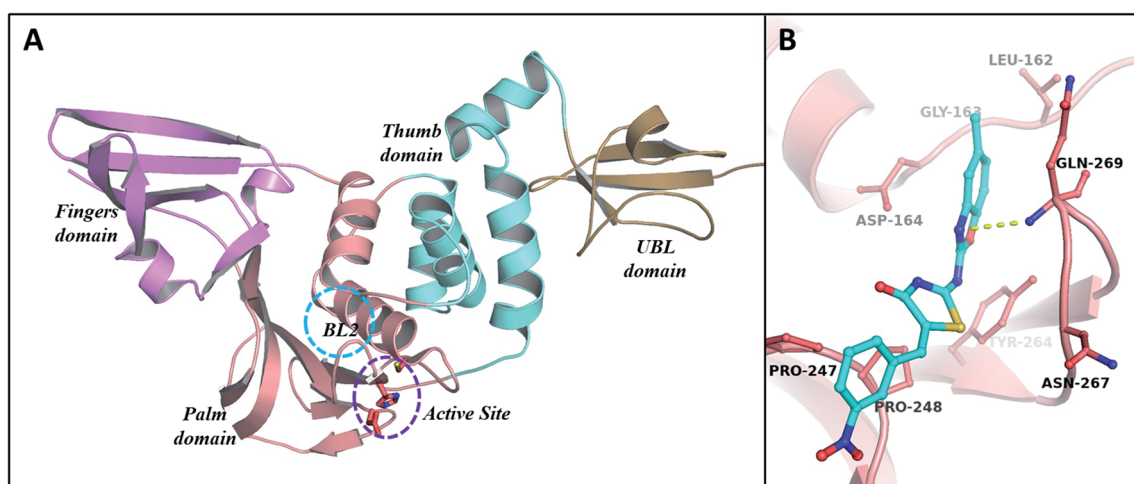 A
Thumb
domain
Fingers
domain
UBL
domain
BL2
Palm
domain
Active Site
B
LEU-162
GLY-163
GLN-269
ASP-164
TYR-264
PRO-247
ASN-267
PRO-248